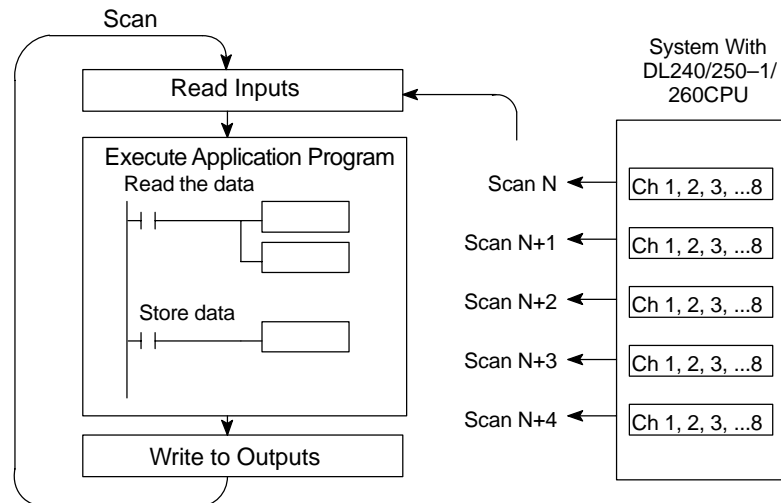 Scan
Read Inputs
Execute Application Program
Read the data
Store data
Write to Outputs
System With
DL240/250–1/
260CPU
Scan N
Ch 1, 2, 3, ...8
Scan N+1
Ch 1, 2, 3, ...8
Scan N+2
Ch 1, 2, 3, ...8
Scan N+3
Ch 1, 2, 3, ...8
Scan N+4
Ch 1, 2, 3, ...8